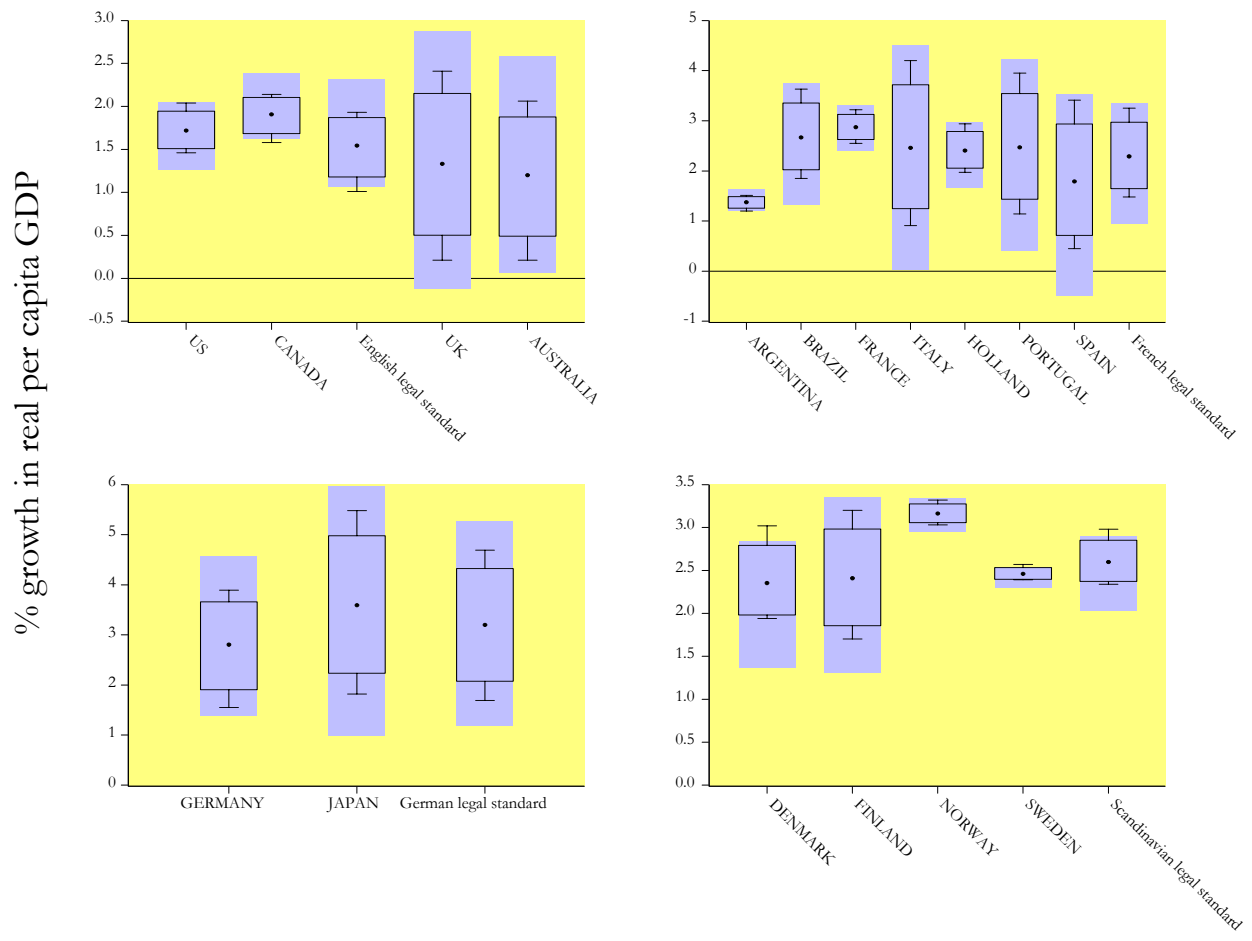 % growth in real per capita GDP
3.0
2.5
2.0
1.5
1.0
0.5
0.0
-0.5
US
CANADA
English legal standard
UK
AUSTRALIA
5
4
3
2
1
0
-1
ARGENTINA
BRAZIL
FRANCE
ITALY
HOLLAND
PORTUGAL
SPAIN
French legal standard
6
5
4
3
2
1
0
GERMANY
JAPAN
German legal standard
3.5
3.0
2.5
2.0
1.5
1.0
0.5
0.0
DENMARK
FINLAND
NORWAY
SWEDEN
Scandinavian legal standard